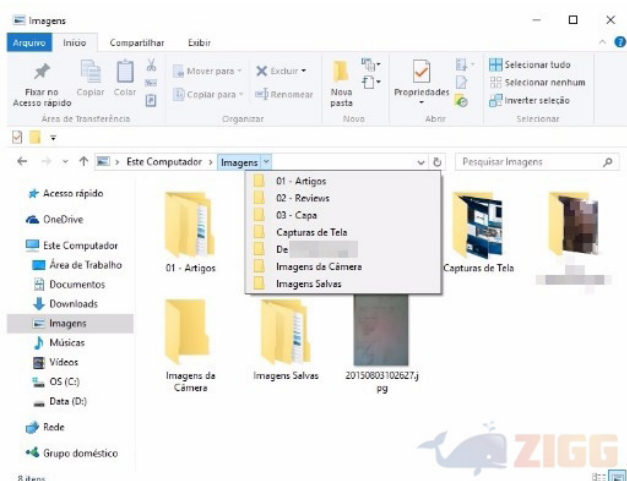 Imagens
Arquivo Início Compartilhar Exibir
Fixar no Acesso rápido
Copiar
Colar
Área de Transferência
Mover para
Copiar para
Excluir
Renomear
Organizar
Nova pasta
Novo
Propriedades
Abrir
Selecionar tudo
Selecionar nenhum
Inverter seleção
Selecionar
Este Computador > Imagens
Pesquisar Imagens
01 - Artigos
02 - Reviews
03 - Capa
Capturas de Tela
De
Imagens da Câmera
Imagens Salvas
Acesso rápido
OneDrive
Este Computador
Área de Trabalho
Documentos
Downloads
Imagens
Músicas
Vídeos
OS (C:)
Data (D:)
Rede
Grupo doméstico
01 - Artigos
Capturas de Tela
Imagens da
Câmera
Imagens Salvas
20150803102627.j
pg
ZIGG
8 itens